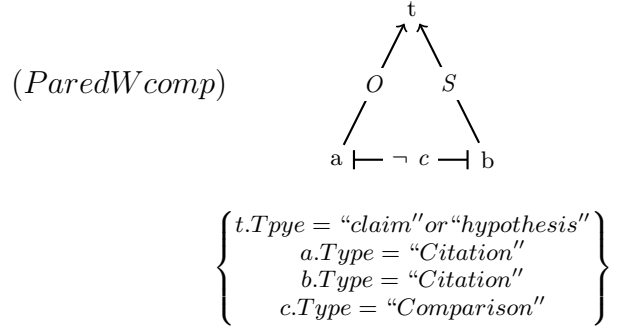 t
(ParedWcomp)
O S
a ¬ c b
t.Tpye = “claim″or“hypothesis″
a.Type = “Citation″
b.Type = “Citation″
c.Type = “Comparison″